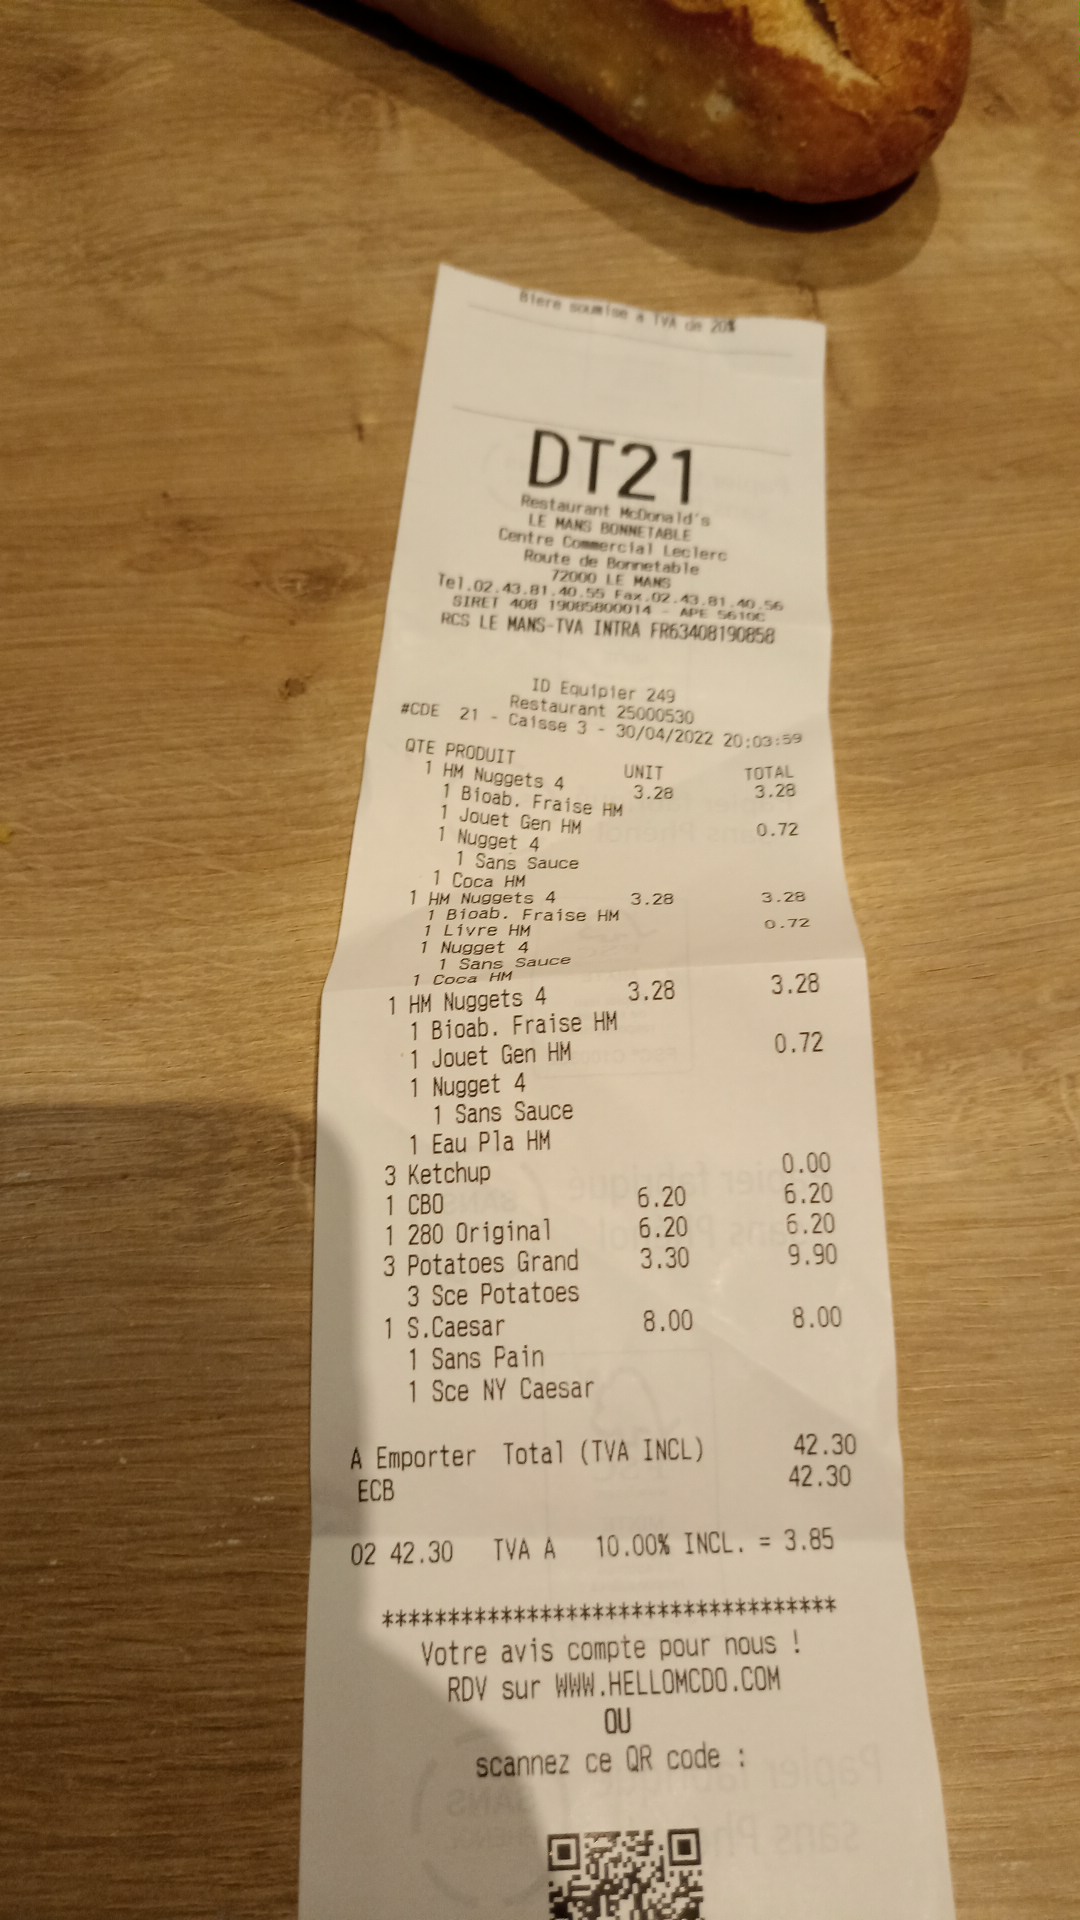 Bière soumise a TVA de 20%
DT21
Restaurant McDonald's
LE MANS BONNETABLE
Centre Commercial Leclerc
Route de Bonnetable
72000 LE MANS
Tel.02.43.81.40.55 Fax.02.43.81.40.56
SIRET 408 19085800014 - APE 5610C
RCS LE MANS-TVA INTRA FR63408190858
ID Equipier 249
Restaurant 25000530
#CDE 21 - Caisse 3 - 30/04/2022 20:03:59
QTE PRODUIT UNIT TOTAL
1 HM Nuggets 4 3.28 3.28
1 Bioab. Fraise HM
1 Jouet Gen HM 0.72
1 Nugget 4
1 Sans Sauce
1 Coca HM
1 HM Nuggets 4 3.28 3.28
1 Bioab. Fraise HM
1 Livre HM 0.72
1 Nugget 4
1 Sans Sauce
1 Coca HM
1 HM Nuggets 4 3.28 3.28
1 Bioab. Fraise HM
1 Jouet Gen HM 0.72
1 Nugget 4
1 Sans Sauce
1 Eau Pla HM
3 Ketchup 0.00
1 CBO 6.20 6.20
1 280 Original 6.20 6.20
3 Potatoes Grand 3.30 9.90
3 Sce Potatoes
1 S.Caesar 8.00 8.00
1 Sans Pain
1 Sce NY Caesar
A Emporter Total (TVA INCL) 42.30
ECB 42.30
02 42.30 TVA A 10.00% INCL. = 3.85
***********************************
Votre avis compte pour nous !
RDV sur WWW.HELLOMCDO.COM
OU
scannez ce QR code :